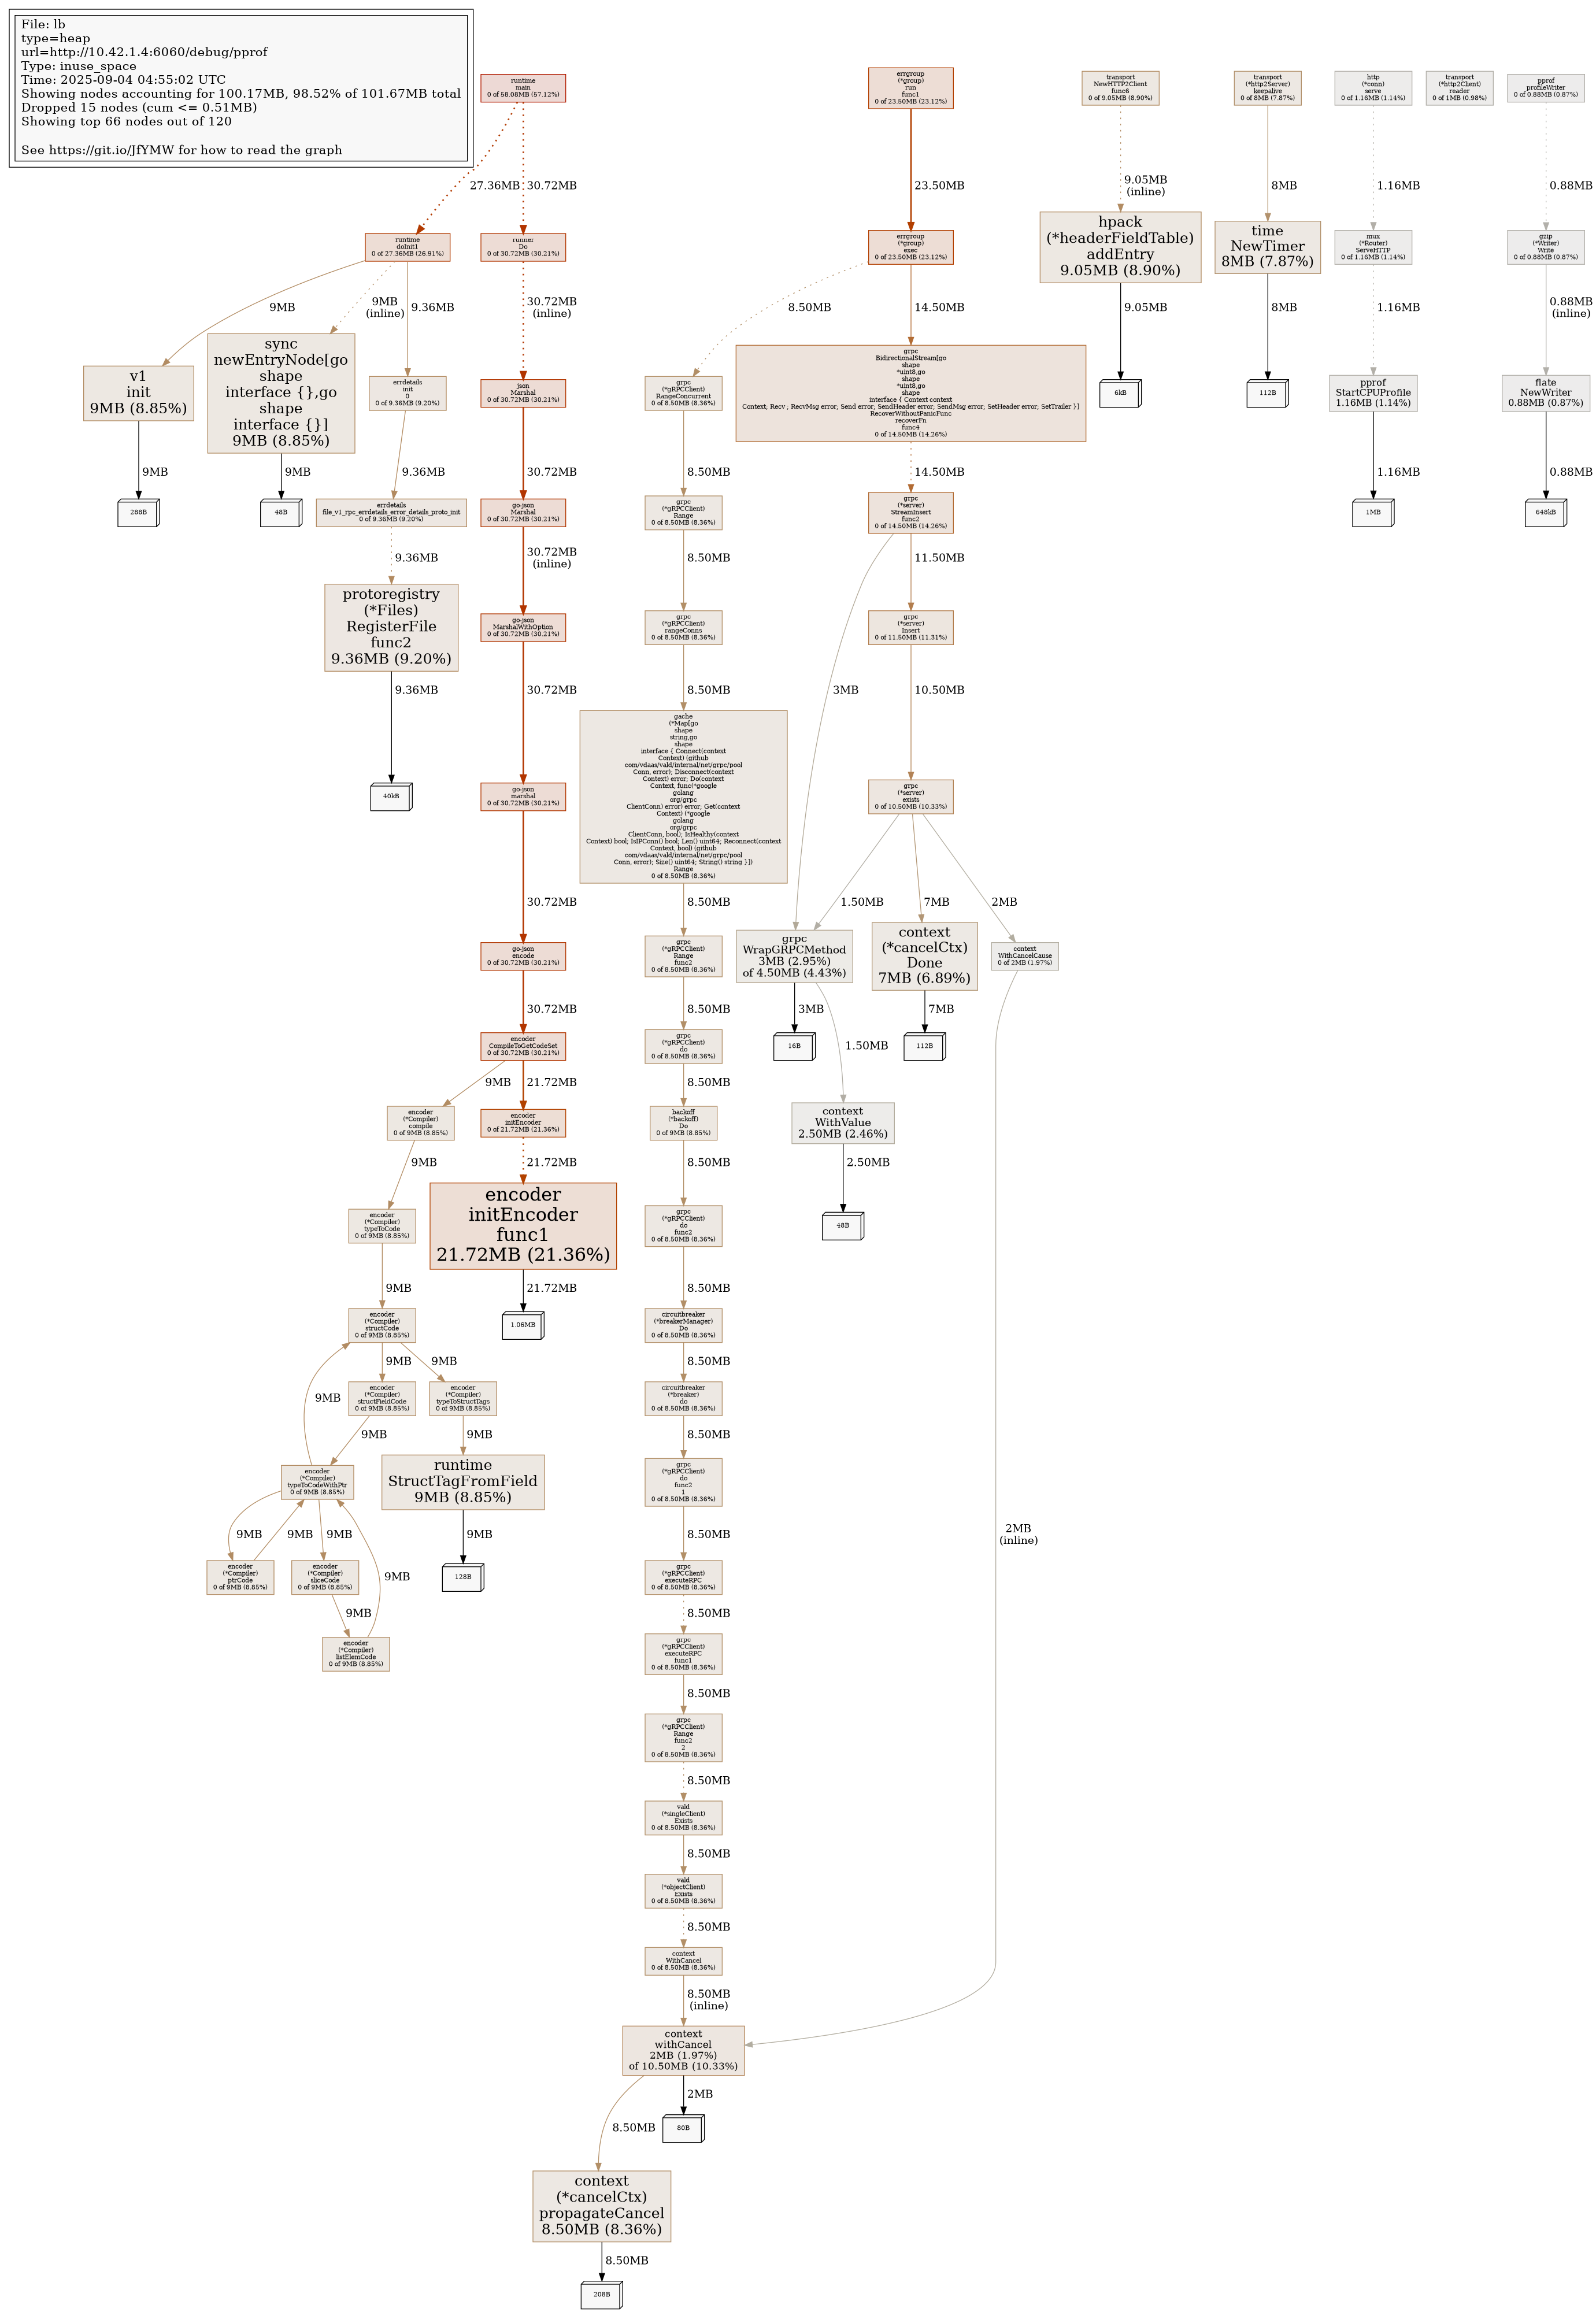 File: lb
type=heap
url=http://10.42.1.4:6060/debug/pprof
Type: inuse_space
Time: 2025-09-04 04:55:02 UTC
Showing nodes accounting for 100.17MB, 98.52% of 101.67MB total
Dropped 15 nodes (cum <= 0.51MB)
Showing top 66 nodes out of 120
See https://git.io/JfYMW for how to read the graph
runtime
main
0 of 58.08MB (57.12%)
errgroup
(*group)
run
func1
0 of 23.50MB (23.12%)
transport
NewHTTP2Client
func6
0 of 9.05MB (8.90%)
transport
(*http2Server)
keepalive
0 of 8MB (7.87%)
http
(*conn)
serve
0 of 1.16MB (1.14%)
transport
(*http2Client)
reader
0 of 1MB (0.98%)
pprof
profileWriter
0 of 0.88MB (0.87%)
27.36MB
30.72MB
23.50MB
9.05MB
(inline)
8MB
1.16MB
0.88MB
runtime
doInit1
0 of 27.36MB (26.91%)
runner
Do
0 of 30.72MB (30.21%)
errgroup
(*group)
exec
0 of 23.50MB (23.12%)
hpack
(*headerFieldTable)
addEntry
9.05MB (8.90%)
time
NewTimer
8MB (7.87%)
mux
(*Router)
ServeHTTP
0 of 1.16MB (1.14%)
gzip
(*Writer)
Write
0 of 0.88MB (0.87%)
9MB
9MB
(inline)
9.36MB
30.72MB
(inline)
8.50MB
14.50MB
9.05MB
8MB
1.16MB
0.88MB
(inline)
v1
init
9MB (8.85%)
sync
newEntryNode[go
shape
interface {},go
shape
interface {}]
9MB (8.85%)
errdetails
init
0
0 of 9.36MB (9.20%)
json
Marshal
0 of 30.72MB (30.21%)
grpc
(*gRPCClient)
RangeConcurrent
0 of 8.50MB (8.36%)
grpc
BidirectionalStream[go
shape
*uint8,go
shape
*uint8,go
shape
interface { Context context
Context; Recv ; RecvMsg error; Send error; SendHeader error; SendMsg error; SetHeader error; SetTrailer }]
RecoverWithoutPanicFunc
recoverFn
func4
0 of 14.50MB (14.26%)
6kB
112B
pprof
StartCPUProfile
1.16MB (1.14%)
flate
NewWriter
0.88MB (0.87%)
9MB
9MB
9.36MB
30.72MB
8.50MB
14.50MB
1.16MB
0.88MB
288B
48B
errdetails
file_v1_rpc_errdetails_error_details_proto_init
0 of 9.36MB (9.20%)
go-json
Marshal
0 of 30.72MB (30.21%)
grpc
(*gRPCClient)
Range
0 of 8.50MB (8.36%)
grpc
(*server)
StreamInsert
func2
0 of 14.50MB (14.26%)
1MB
648kB
9.36MB
30.72MB
(inline)
8.50MB
11.50MB
protoregistry
(*Files)
RegisterFile
func2
9.36MB (9.20%)
go-json
MarshalWithOption
0 of 30.72MB (30.21%)
grpc
(*gRPCClient)
rangeConns
0 of 8.50MB (8.36%)
grpc
(*server)
Insert
0 of 11.50MB (11.31%)
9.36MB
30.72MB
8.50MB
3MB
10.50MB
40kB
go-json
marshal
0 of 30.72MB (30.21%)
gache
(*Map[go
shape
string,go
shape
interface { Connect(context
Context) (github
com/vdaas/vald/internal/net/grpc/pool
Conn, error); Disconnect(context
Context) error; Do(context
Context, func(*google
golang
org/grpc
ClientConn) error) error; Get(context
Context) (*google
golang
org/grpc
ClientConn, bool); IsHealthy(context
Context) bool; IsIPConn() bool; Len() uint64; Reconnect(context
Context, bool) (github
com/vdaas/vald/internal/net/grpc/pool
Conn, error); Size() uint64; String() string }])
Range
0 of 8.50MB (8.36%)
grpc
(*server)
exists
0 of 10.50MB (10.33%)
30.72MB
8.50MB
1.50MB
7MB
2MB
go-json
encode
0 of 30.72MB (30.21%)
grpc
(*gRPCClient)
Range
func2
0 of 8.50MB (8.36%)
grpc
WrapGRPCMethod
3MB (2.95%)
of 4.50MB (4.43%)
context
(*cancelCtx)
Done
7MB (6.89%)
context
WithCancelCause
0 of 2MB (1.97%)
30.72MB
8.50MB
3MB
7MB
encoder
CompileToGetCodeSet
0 of 30.72MB (30.21%)
grpc
(*gRPCClient)
do
0 of 8.50MB (8.36%)
16B
1.50MB
112B
9MB
21.72MB
8.50MB
encoder
(*Compiler)
compile
0 of 9MB (8.85%)
encoder
initEncoder
0 of 21.72MB (21.36%)
backoff
(*backoff)
Do
0 of 9MB (8.85%)
context
WithValue
2.50MB (2.46%)
9MB
21.72MB
8.50MB
2.50MB
encoder
(*Compiler)
typeToCode
0 of 9MB (8.85%)
encoder
initEncoder
func1
21.72MB (21.36%)
grpc
(*gRPCClient)
do
func2
0 of 8.50MB (8.36%)
48B
9MB
21.72MB
8.50MB
encoder
(*Compiler)
structCode
0 of 9MB (8.85%)
1.06MB
circuitbreaker
(*breakerManager)
Do
0 of 8.50MB (8.36%)
9MB
9MB
9MB
8.50MB
encoder
(*Compiler)
structFieldCode
0 of 9MB (8.85%)
encoder
(*Compiler)
typeToStructTags
0 of 9MB (8.85%)
circuitbreaker
(*breaker)
do
0 of 8.50MB (8.36%)
9MB
9MB
8.50MB
encoder
(*Compiler)
typeToCodeWithPtr
0 of 9MB (8.85%)
runtime
StructTagFromField
9MB (8.85%)
grpc
(*gRPCClient)
do
func2
1
0 of 8.50MB (8.36%)
9MB
9MB
9MB
9MB
8.50MB
2MB
(inline)
encoder
(*Compiler)
ptrCode
0 of 9MB (8.85%)
encoder
(*Compiler)
sliceCode
0 of 9MB (8.85%)
9MB
128B
grpc
(*gRPCClient)
executeRPC
0 of 8.50MB (8.36%)
9MB
8.50MB
encoder
(*Compiler)
listElemCode
0 of 9MB (8.85%)
grpc
(*gRPCClient)
executeRPC
func1
0 of 8.50MB (8.36%)
8.50MB
grpc
(*gRPCClient)
Range
func2
2
0 of 8.50MB (8.36%)
8.50MB
vald
(*singleClient)
Exists
0 of 8.50MB (8.36%)
8.50MB
vald
(*objectClient)
Exists
0 of 8.50MB (8.36%)
8.50MB
context
WithCancel
0 of 8.50MB (8.36%)
8.50MB
(inline)
context
withCancel
2MB (1.97%)
of 10.50MB (10.33%)
8.50MB
2MB
80B
context
(*cancelCtx)
propagateCancel
8.50MB (8.36%)
8.50MB
208B